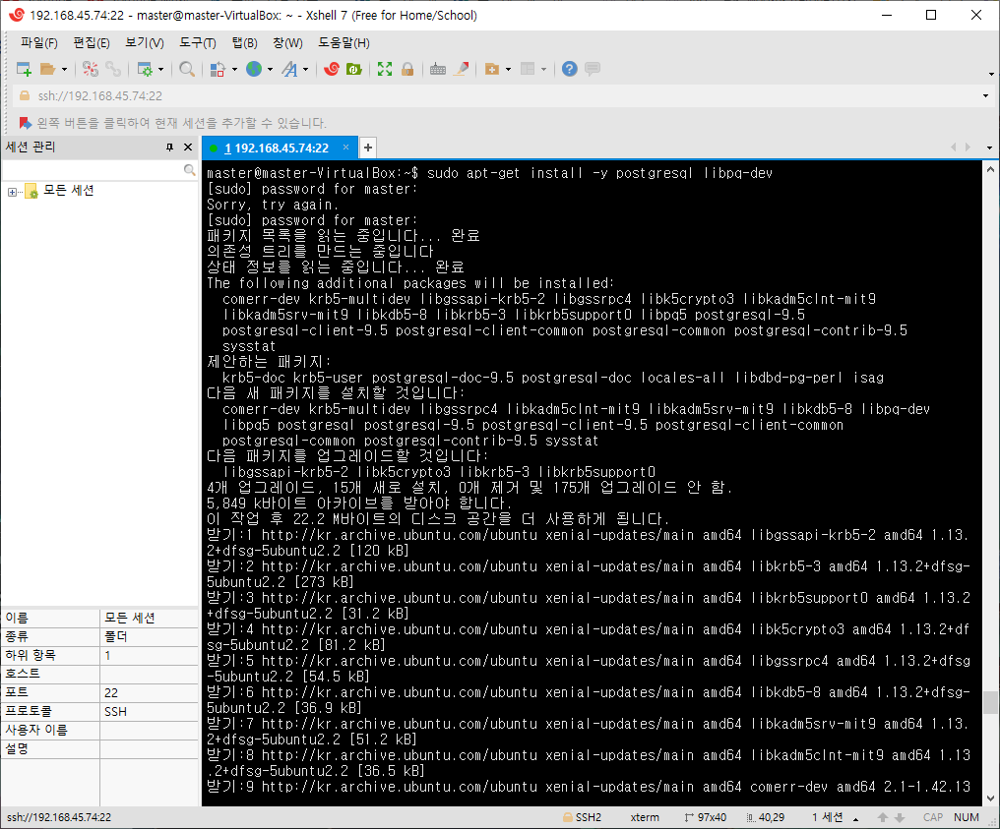 192.168.45.74:22 - master@master-VirtualBox: ~ - Xshell 7 (Free for Home/School)
파일(F) 편집(E) 보기(V) 도구(T) 탭(B) 창(W) 도움말(H)
ssh://192.168.45.74:22
왼쪽 버튼을 클릭하여 현재 세션을 추가할 수 있습니다.
세션 관리
1 192.168.45.74:22
모든 세션
master@master-VirtualBox:~$ sudo apt-get install -y postgresql libpq-dev
[sudo] password for master:
Sorry, try again.
[sudo] password for master:
패키지 목록을 읽는 중입니다... 완료
의존성 트리를 만드는 중입니다
상태 정보를 읽는 중입니다... 완료
The following additional packages will be installed:
comerr-dev krb5-multidev libgssapi-krb5-2 libgssrpc4 libk5crypto3 libkadm5clnt-mit9
libkadm5srv-mit9 libkdb5-8 libkrb5-3 libkrb5support0 libpq5 postgresql-9.5
postgresql-client-9.5 postgresql-client-common postgresql-common postgresql-contrib-9.5
sysstat
제안하는 패키지:
krb5-doc krb5-user postgresql-doc-9.5 postgresql-doc locales-all libdbd-pg-perl isag
다음 새 패키지를 설치할 것입니다:
comerr-dev krb5-multidev libgssrpc4 libkadm5clnt-mit9 libkadm5srv-mit9 libkdb5-8 libpq-dev
libpq5 postgresql postgresql-9.5 postgresql-client-9.5 postgresql-client-common
postgresql-common postgresql-contrib-9.5 sysstat
다음 패키지를 업그레이드할 것입니다:
libgssapi-krb5-2 libk5crypto3 libkrb5-3 libkrb5support0
4개 업그레이드, 15개 새로 설치, 0개 제거 및 175개 업그레이드 안 함.
5,849 k바이트 아카이브를 받아야 합니다.
이 작업 후 22.2 M바이트의 디스크 공간을 더 사용하게 됩니다.
받기:1 http://kr.archive.ubuntu.com/ubuntu xenial-updates/main amd64 libgssapi-krb5-2 amd64 1.13.
2+dfsg-5ubuntu2.2 [120 kB]
받기:2 http://kr.archive.ubuntu.com/ubuntu xenial-updates/main amd64 libkrb5-3 amd64 1.13.2+dfsg-
5ubuntu2.2 [273 kB]
받기:3 http://kr.archive.ubuntu.com/ubuntu xenial-updates/main amd64 libkrb5support0 amd64 1.13.2
+dfsg-5ubuntu2.2 [31.2 kB]
받기:4 http://kr.archive.ubuntu.com/ubuntu xenial-updates/main amd64 libk5crypto3 amd64 1.13.2+df
sg-5ubuntu2.2 [81.2 kB]
받기:5 http://kr.archive.ubuntu.com/ubuntu xenial-updates/main amd64 libgssrpc4 amd64 1.13.2+dfsg
-5ubuntu2.2 [54.5 kB]
받기:6 http://kr.archive.ubuntu.com/ubuntu xenial-updates/main amd64 libkdb5-8 amd64 1.13.2+dfsg-
5ubuntu2.2 [36.9 kB]
받기:7 http://kr.archive.ubuntu.com/ubuntu xenial-updates/main amd64 libkadm5srv-mit9 amd64 1.13.
2+dfsg-5ubuntu2.2 [51.2 kB]
받기:8 http://kr.archive.ubuntu.com/ubuntu xenial-updates/main amd64 libkadm5clnt-mit9 amd64 1.13
.2+dfsg-5ubuntu2.2 [36.5 kB]
받기:9 http://kr.archive.ubuntu.com/ubuntu xenial-updates/main amd64 comerr-dev amd64 2.1-1.42.13
이름 모든 세션
종류 폴더
하위 항목 1
호스트
포트 22
프로토콜 SSH
사용자 이름
설명
ssh://192.168.45.74:22 SSH2 xterm 97x40 40,29 1 세션 CAP NUM